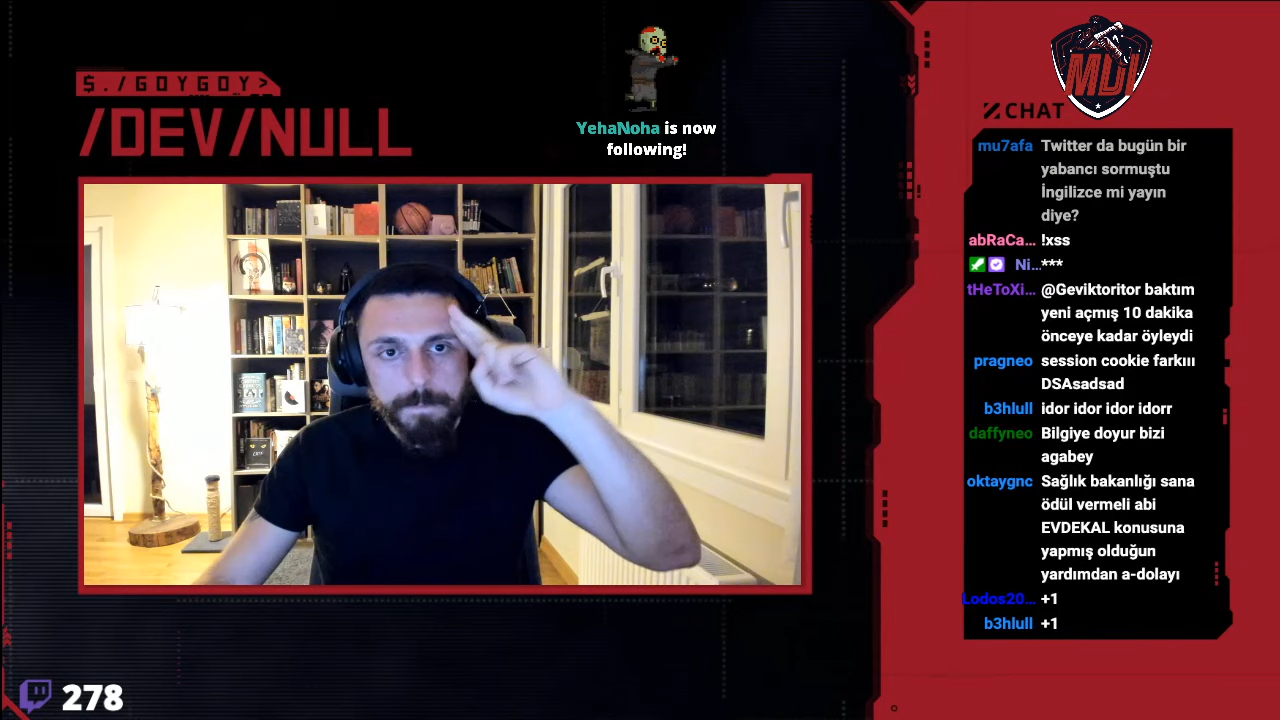 $./GOYGOY>
/DEV/NULL
YehaNoha is now
following!
MDI
CHAT
mu7afa Twitter da bugün bir
yabancı sormuştu
İngilizce mi yayın
diye?
abRaCa... !xss
Ni... ***
tHeToXi... @Geviktoritor baktım
yeni açmış 10 dakika
önceye kadar öyleydi
pragneo session cookie farkııı
DSAsadsad
b3hlull idor idor idor idorr
daffyneo Bilgiye doyur bizi
agabey
oktaygnc Sağlık bakanlığı sana
ödül vermeli abi
EVDEKAL konusuna
yapmış olduğun
yardımdan a-dolayı
Lodos20... +1
b3hlull +1
278